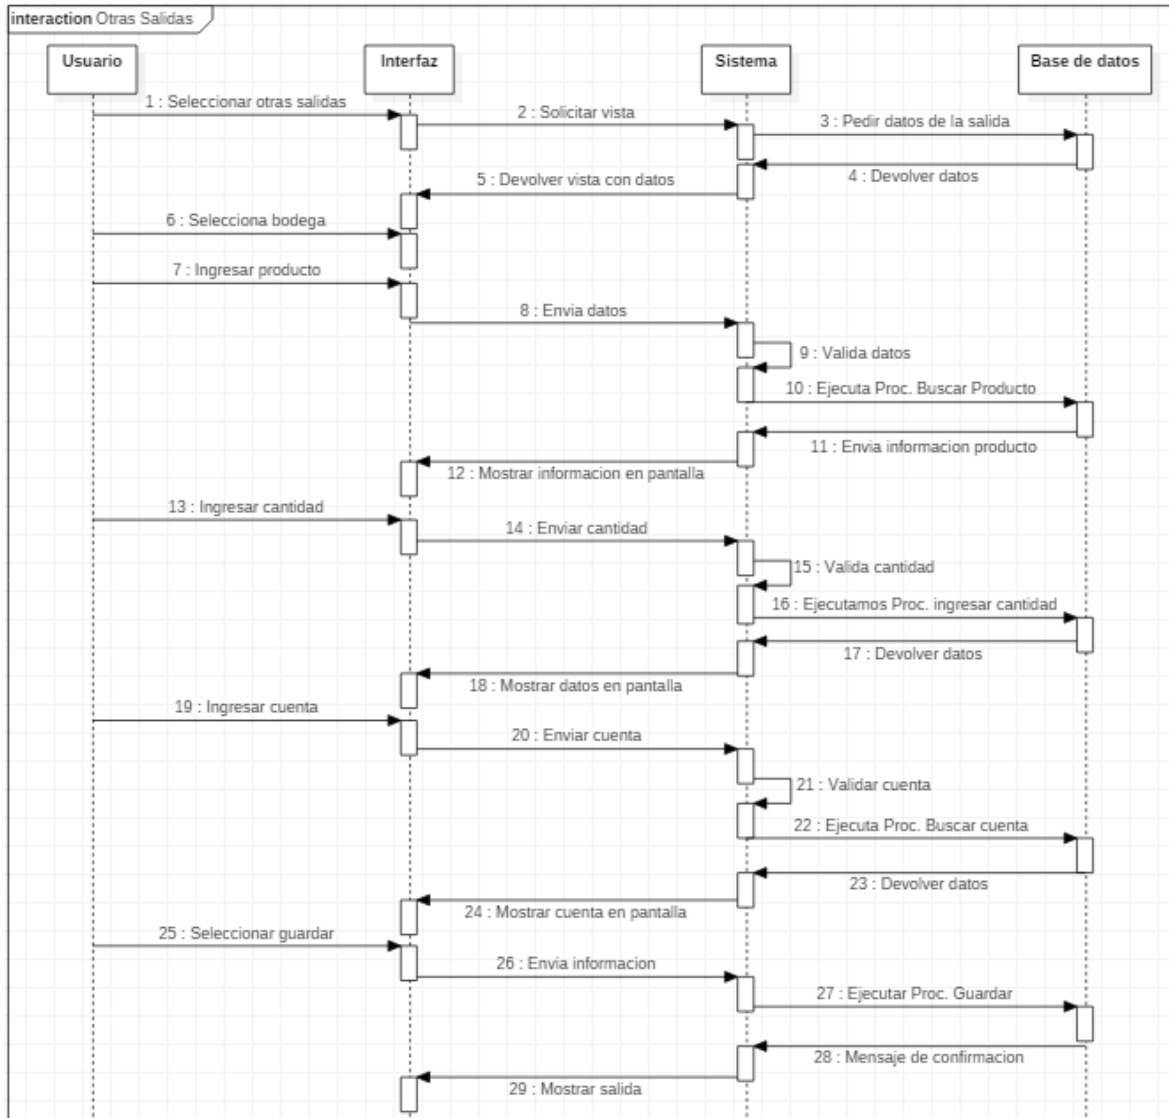 interaction Otras Salidas
Usuario
Interfaz
Sistema
Base de datos
1 : Seleccionar otras salidas
2 : Solicitar vista
3 : Pedir datos de la salida
4 : Devolver datos
5 : Devolver vista con datos
6 : Selecciona bodega
7 : Ingresar producto
8 : Envia datos
9 : Valida datos
10 : Ejecuta Proc. Buscar Producto
11 : Envia informacion producto
12 : Mostrar informacion en pantalla
13 : Ingresar cantidad
14 : Enviar cantidad
15 : Valida cantidad
16 : Ejecutamos Proc. ingresar cantidad
17 : Devolver datos
18 : Mostrar datos en pantalla
19 : Ingresar cuenta
20 : Enviar cuenta
21 : Validar cuenta
22 : Ejecuta Proc. Buscar cuenta
23 : Devolver datos
24 : Mostrar cuenta en pantalla
25 : Seleccionar guardar
26 : Envia informacion
27 : Ejecutar Proc. Guardar
28 : Mensaje de confirmacion
29 : Mostrar salida